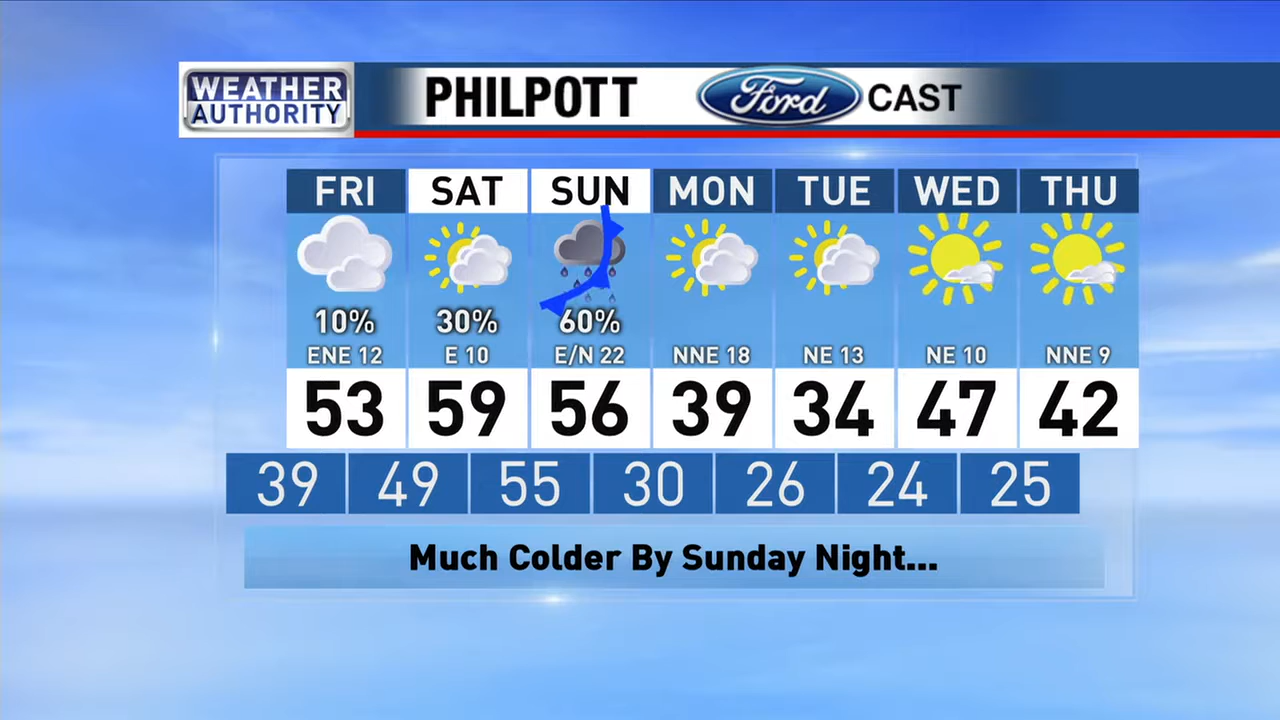 WEATHER
AUTHORITY
PHILPOTT Ford CAST
FRI SAT SUN MON TUE WED THU
10% 30% 60%
ENE 12 E 10 E/N 22 NNE 18 NE 13 NE 10 NNE 9
53 59 56 39 34 47 42
39 49 55 30 26 24 25
Much Colder By Sunday Night...